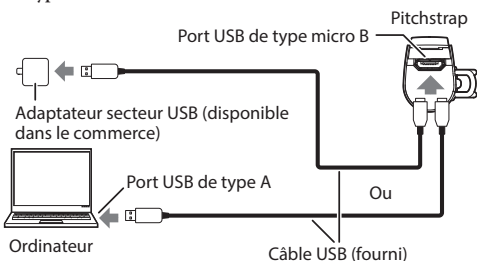 Pitchstrap
Port USB de type micro B
Adaptateur secteur USB (disponible
dans le commerce)
Port USB de type A
Ou
Ordinateur
Câble USB (fourni)